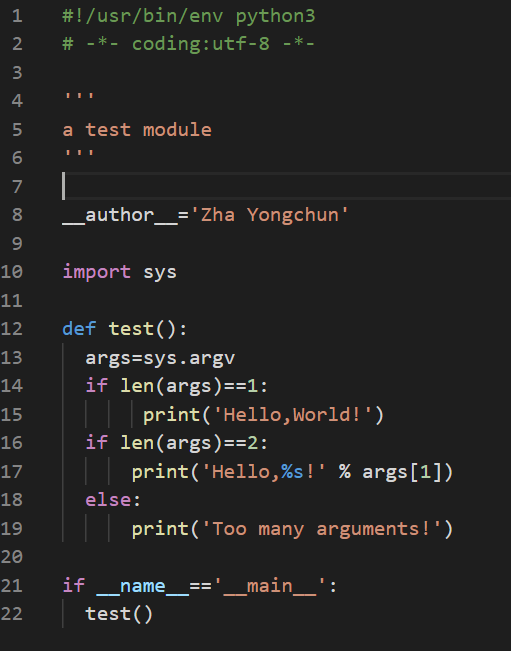 1 #!/usr/bin/env python3
2 # -*- coding:utf-8 -*-
3
4 '''
5 a test module
6 '''
7
8 __author__='Zha Yongchun'
9
10 import sys
11
12 def test():
13   args=sys.argv
14   if len(args)==1:
15        print('Hello,World!')
16   if len(args)==2:
17       print('Hello,%s!' % args[1])
18   else:
19       print('Too many arguments!')
20
21 if __name__=='__main__':
22   test()